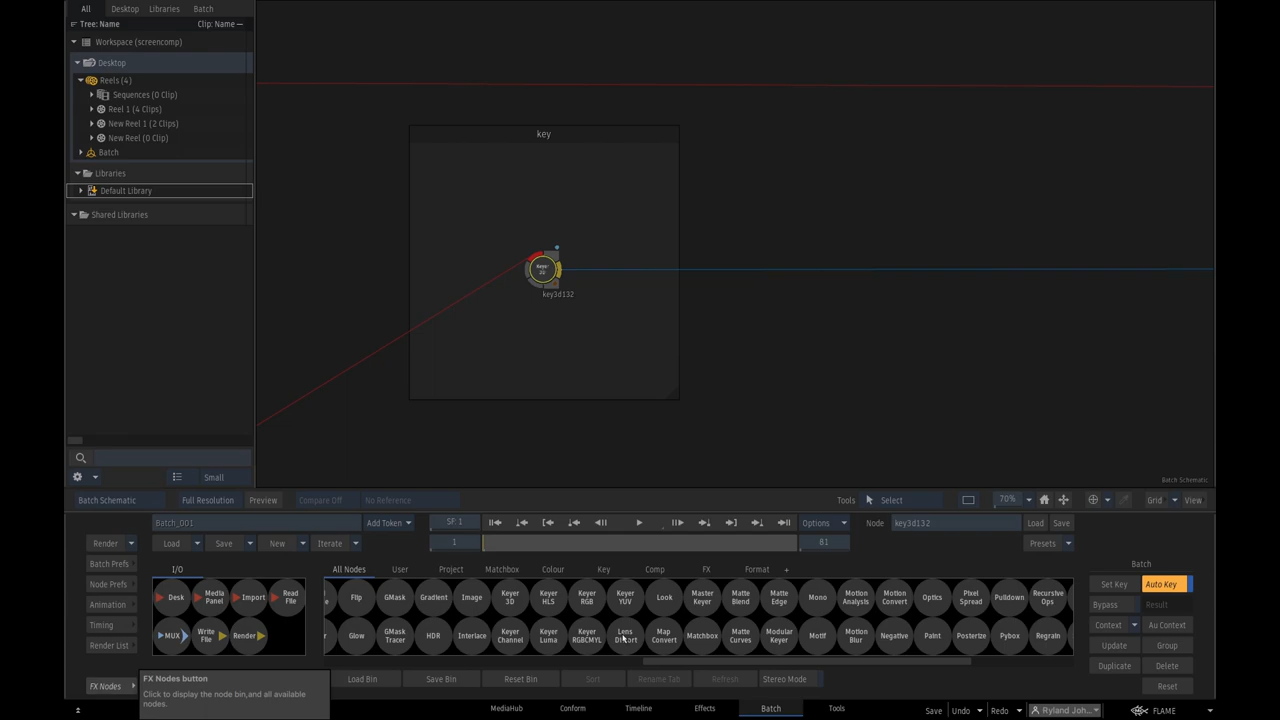 All Desktop Libraries Batch
Tree: Name Clip: Name
Workspace (screencomp)
Desktop
Reels (4)
Sequences (0 Clip)
Reel 1 (4 Clips)
New Reel 1 (2 Clips)
New Reel (0 Clip)
Batch
Libraries
Default Library
Shared Libraries
Small
key
Keyer
3D
key3d132
Batch Schematic
Batch Schematic Full Resolution Preview Compare Off No Reference Tools Select 70% Grid View
Batch_001 Add Token SF: 1 Options Node key3d132 Load Save
Render Load Save New Iterate 1 81 Presets
Batch Prefs I/O All Nodes User Project Matchbox Colour Key Comp FX Format + Batch
Node Prefs Set Key Auto Key
Desk Media Panel Import Read File Flip GMask Gradient Image Keyer 3D Keyer HLS Keyer RGB Keyer YUV Look Master Keyer Matte Blend Matte Edge Mono Motion Analysis Motion Convert Optics Pixel Spread Pulldown Recursive Ops
Animation Bypass Result
Timing Context Au Context
MUX Write File Render Glow GMask Tracer HDR Interlace Keyer Channel Keyer Luma Keyer RGBCMYL Lens Distort Map Convert Matchbox Matte Curves Modular Keyer Motif Motion Blur Negative Paint Posterize Pybox Regrain
Render List Update Group
Duplicate Delete
FX Nodes Load Bin Save Bin Reset Bin Sort Rename Tab Refresh Stereo Mode Reset
FX Nodes button
Click to display the node bin,and all available
nodes.
MediaHub Conform Timeline Effects Batch Tools Save Undo Redo Ryland Joh... FLAME